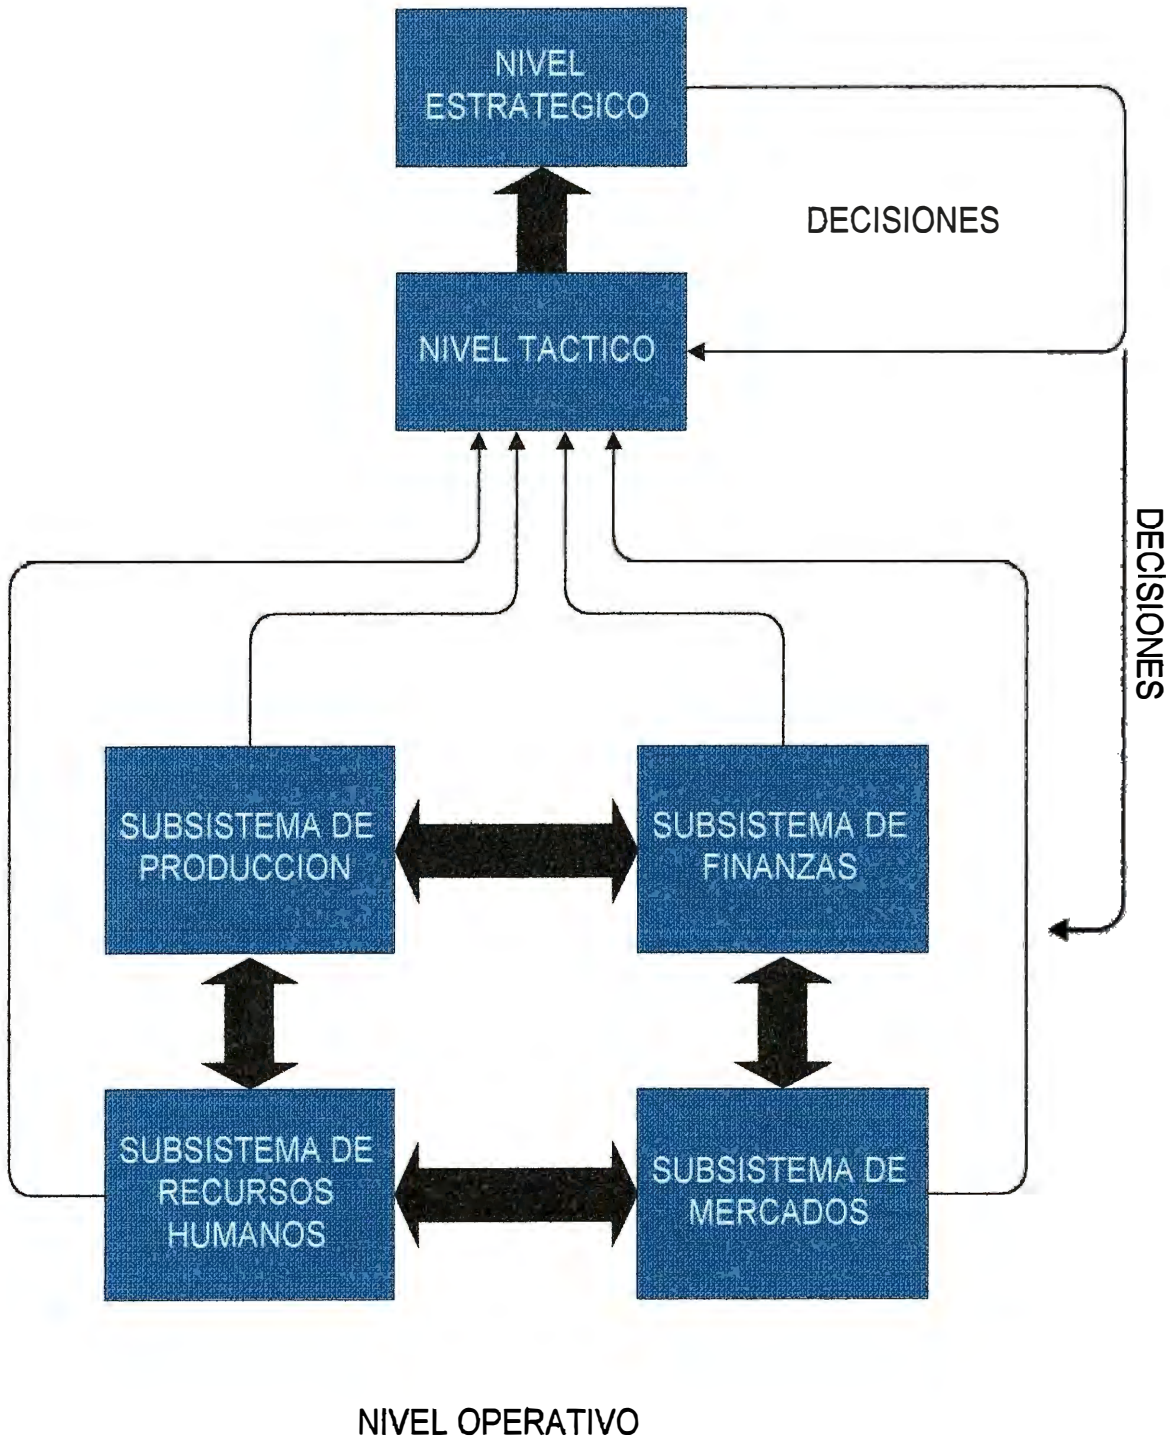 NIVEL
ESTRATEGICO
DECISIONES
NIVEL TACTICO
DECISIONES
SUBSISTEMA DE
PRODUCCION
SUBSISTEMA DE
FINANZAS
SUBSISTEMA DE
RECURSOS
HUMANOS
SUBSISTEMA DE
MERCADOS
NIVEL OPERATIVO